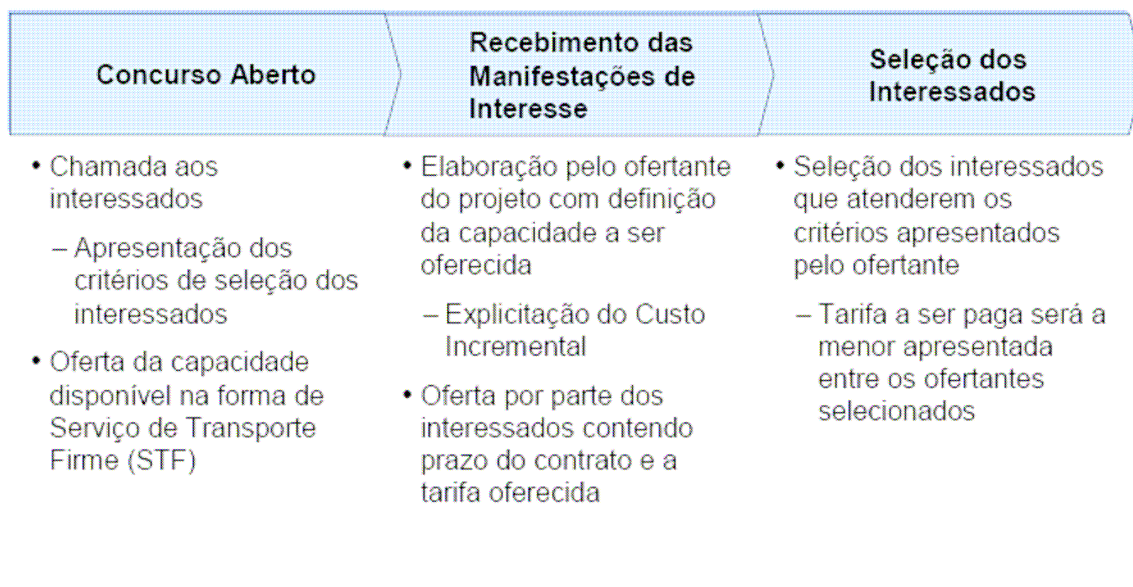 Concurso Aberto
Recebimento das
Manifestações de
Interesse
Seleção dos
Interessados
• Chamada aos
interessados
– Apresentação dos
critérios de seleção dos
interessados
• Oferta da capacidade
disponível na forma de
Serviço de Transporte
Firme (STF)
• Elaboração pelo ofertante
do projeto com definição
da capacidade a ser
oferecida
– Explicitação do Custo
Incremental
• Oferta por parte dos
interessados contendo
prazo do contrato e a
tarifa oferecida
• Seleção dos interessados
que atenderem os
critérios apresentados
pelo ofertante
– Tarifa a ser paga será a
menor apresentada
entre os ofertantes
selecionados